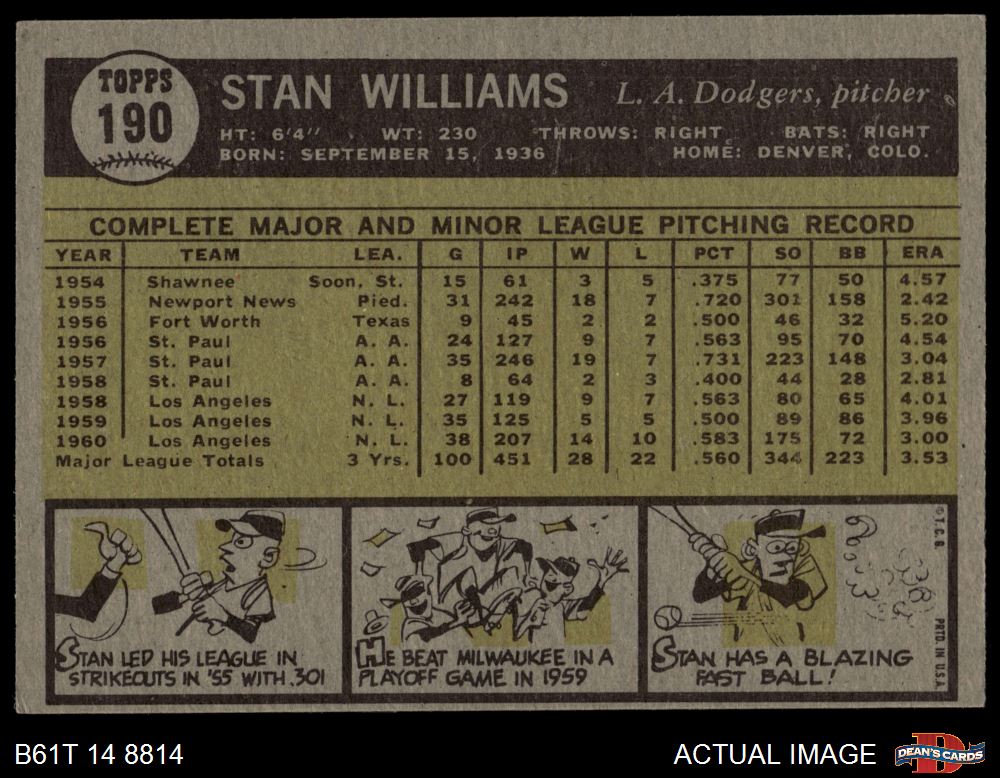 TOPPS
190
STAN WILLIAMS L. A. Dodgers, pitcher
HT: 6'4" WT: 230 THROWS: RIGHT BATS: RIGHT
BORN: SEPTEMBER 15, 1936 HOME: DENVER, COLO.
COMPLETE MAJOR AND MINOR LEAGUE PITCHING RECORD
YEAR TEAM LEA. G IP W L PCT SO BB ERA
1954 Shawnee Soon. St. 15 61 3 5 .375 77 50 4.57
1955 Newport News Pied. 31 242 18 7 .720 301 158 2.42
1956 Fort Worth Texas 9 45 2 2 .500 46 32 5.20
1956 St. Paul A. A. 24 127 9 7 .563 95 70 4.54
1957 St. Paul A. A. 35 246 19 7 .731 223 148 3.04
1958 St. Paul A. A. 8 64 2 3 .400 44 28 2.81
1958 Los Angeles N. L. 27 119 9 7 .563 80 65 4.01
1959 Los Angeles N. L. 35 125 5 5 .500 89 86 3.96
1960 Los Angeles N. L. 38 207 14 10 .583 175 72 3.00
Major League Totals 3 Yrs. 100 451 28 22 .560 344 223 3.53
STAN LED HIS LEAGUE IN
STRIKEOUTS IN '55 WITH .301
HE BEAT MILWAUKEE IN A
PLAYOFF GAME IN 1959
STAN HAS A BLAZING
FAST BALL!
© T.C.G. PRTD. IN U.S.A.
B61T 14 8814
ACTUAL IMAGE
DEAN'S CARDS